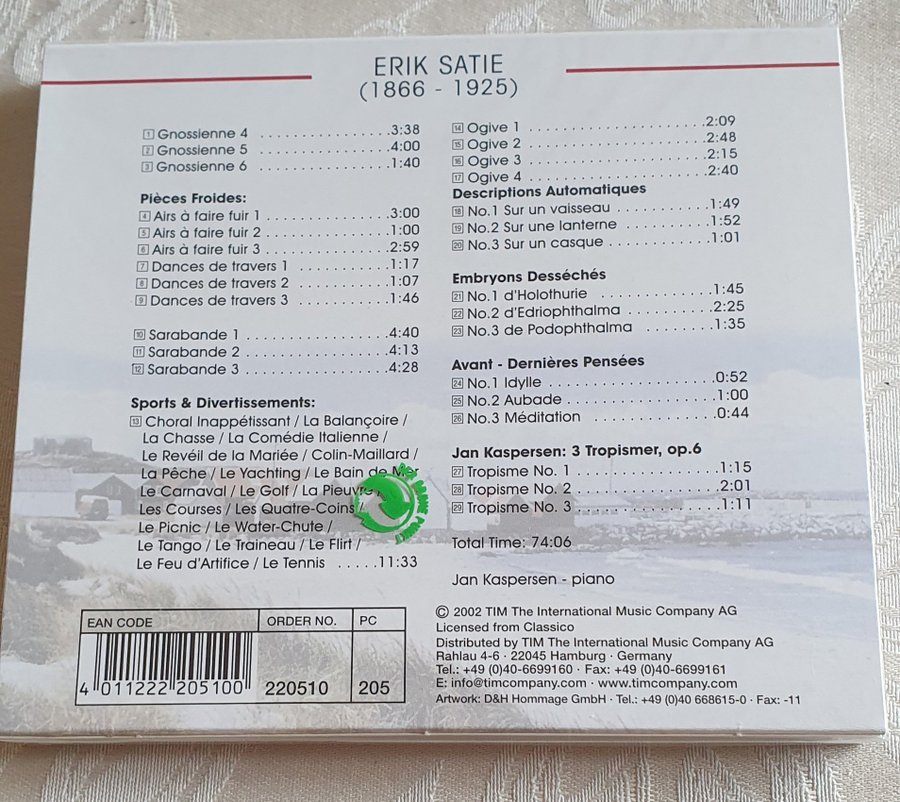 ERIK SATIE
(1866 - 1925)
1 Gnossienne 4 . . . . . . . . . . . . . . . . .3:38
2 Gnossienne 5 . . . . . . . . . . . . . . . . .4:00
3 Gnossienne 6 . . . . . . . . . . . . . . . . .1:40
Pièces Froides:
4 Airs à faire fuir 1 . . . . . . . . . . . . . . . .3:00
5 Airs à faire fuir 2 . . . . . . . . . . . . . . . .1:00
6 Airs à faire fuir 3 . . . . . . . . . . . . . . . .2:59
7 Dances de travers 1 . . . . . . . . . . . .1:17
8 Dances de travers 2 . . . . . . . . . . . .1:07
9 Dances de travers 3 . . . . . . . . . . . .1:46
10 Sarabande 1 . . . . . . . . . . . . . . . . . .4:40
11 Sarabande 2 . . . . . . . . . . . . . . . . . .4:13
12 Sarabande 3 . . . . . . . . . . . . . . . . . .4:28
Sports & Divertissements:
13 Choral Inappétissant / La Balançoire /
La Chasse / La Comédie Italienne /
Le Revéil de la Mariée / Colin-Maillard /
La Pêche / Le Yachting / Le Bain de Mer
Le Carnaval / Le Golf / La Pieuvre
Les Courses / Les Quatre-Coins /
Le Picnic / Le Water-Chute /
Le Tango / Le Traineau / Le Flirt /
Le Feu d'Artifice / Le Tennis . . . . .11:33
14 Ogive 1 . . . . . . . . . . . . . . . . . . . . . .2:09
15 Ogive 2 . . . . . . . . . . . . . . . . . . . . . .2:48
16 Ogive 3 . . . . . . . . . . . . . . . . . . . . . .2:15
17 Ogive 4 . . . . . . . . . . . . . . . . . . . . . .2:40
Descriptions Automatiques
18 No.1 Sur un vaisseau . . . . . . . . . . .1:49
19 No.2 Sur une lanterne . . . . . . . . . .1:52
20 No.3 Sur un casque . . . . . . . . . . . .1:01
Embryons Desséchés
21 No.1 d'Holothurie . . . . . . . . . . . . . .1:45
22 No.2 d'Edriophthalma . . . . . . . . . .2:25
23 No.3 de Podophthalma . . . . . . . .1:35
Avant - Dernières Pensées
24 No.1 Idylle . . . . . . . . . . . . . . . . . . . .0:52
25 No.2 Aubade . . . . . . . . . . . . . . . . .1:00
26 No.3 Méditation . . . . . . . . . . . . . . .0:44
Jan Kaspersen: 3 Tropismer, op.6
27 Tropisme No. 1 . . . . . . . . . . . . . . . . .1:15
28 Tropisme No. 2 . . . . . . . . . . . . . . . . .2:01
29 Tropisme No. 3 . . . . . . . . . . . . . . . . .1:11
Total Time: 74:06
Jan Kaspersen - piano
EAN CODE ORDER NO. PC
4 011222 205100 220510 205
© 2002 TIM The International Music Company AG
Licensed from Classico
Distributed by TIM The International Music Company AG
Rahlau 4-6 · 22045 Hamburg · Germany
Tel.: +49 (0)40-6699160 · Fax: +49 (0)40-6699161
E: info@timcompany.com · www.timcompany.com
Artwork: D&H Hommage GmbH · Tel.: +49 (0)40 668615-0 · Fax: -11